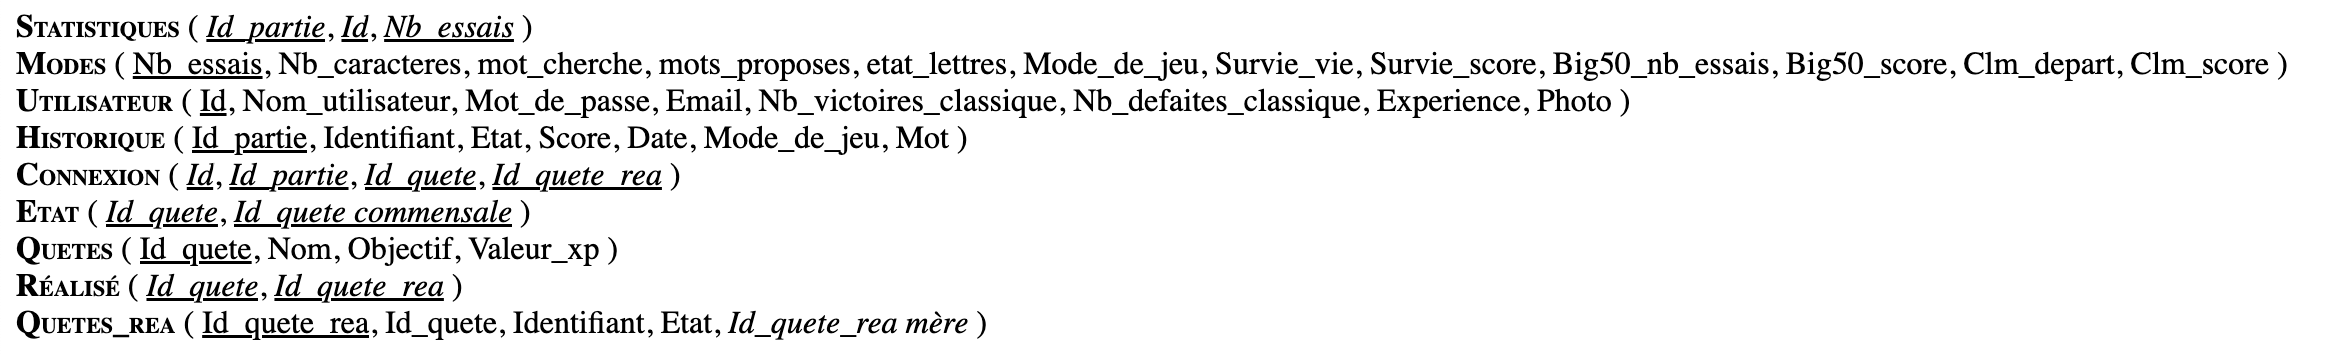 STATISTIQUES ( Id_partie, Id, Nb_essais )
MODES ( Nb_essais, Nb_caracteres, mot_cherche, mots_proposes, etat_lettres, Mode_de_jeu, Survie_vie, Survie_score, Big50_nb_essais, Big50_score, Clm_depart, Clm_score )
UTILISATEUR ( Id, Nom_utilisateur, Mot_de_passe, Email, Nb_victoires_classique, Nb_defaites_classique, Experience, Photo )
HISTORIQUE ( Id_partie, Identifiant, Etat, Score, Date, Mode_de_jeu, Mot )
CONNEXION ( Id, Id_partie, Id_quete, Id_quete_rea )
ETAT ( Id_quete, Id_quete commensale )
QUETES ( Id_quete, Nom, Objectif, Valeur_xp )
RÉALISÉ ( Id_quete, Id_quete_rea )
QUETES_REA ( Id_quete_rea, Id_quete, Identifiant, Etat, Id_quete_rea mère )